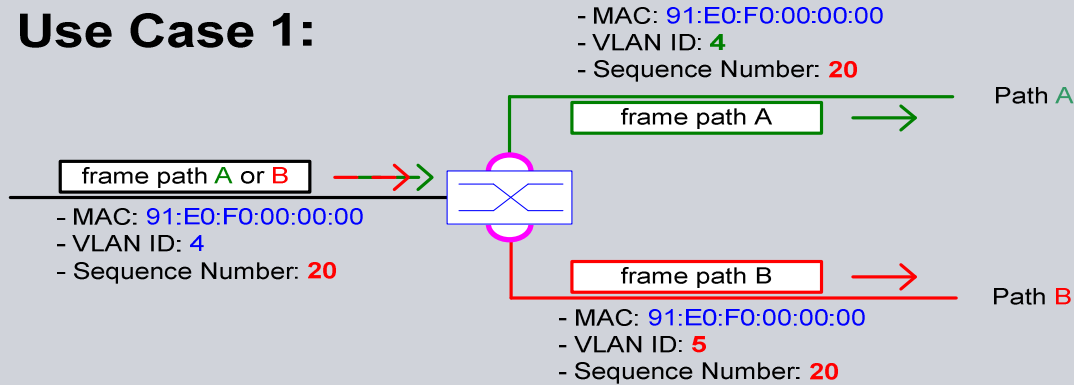 Use Case 1:
- MAC: 91:E0:F0:00:00:00
- VLAN ID: 4
- Sequence Number: 20
Path A
frame path A
frame path A or B
- MAC: 91:E0:F0:00:00:00
- VLAN ID: 4
- Sequence Number: 20
frame path B
Path B
- MAC: 91:E0:F0:00:00:00
- VLAN ID: 5
- Sequence Number: 20